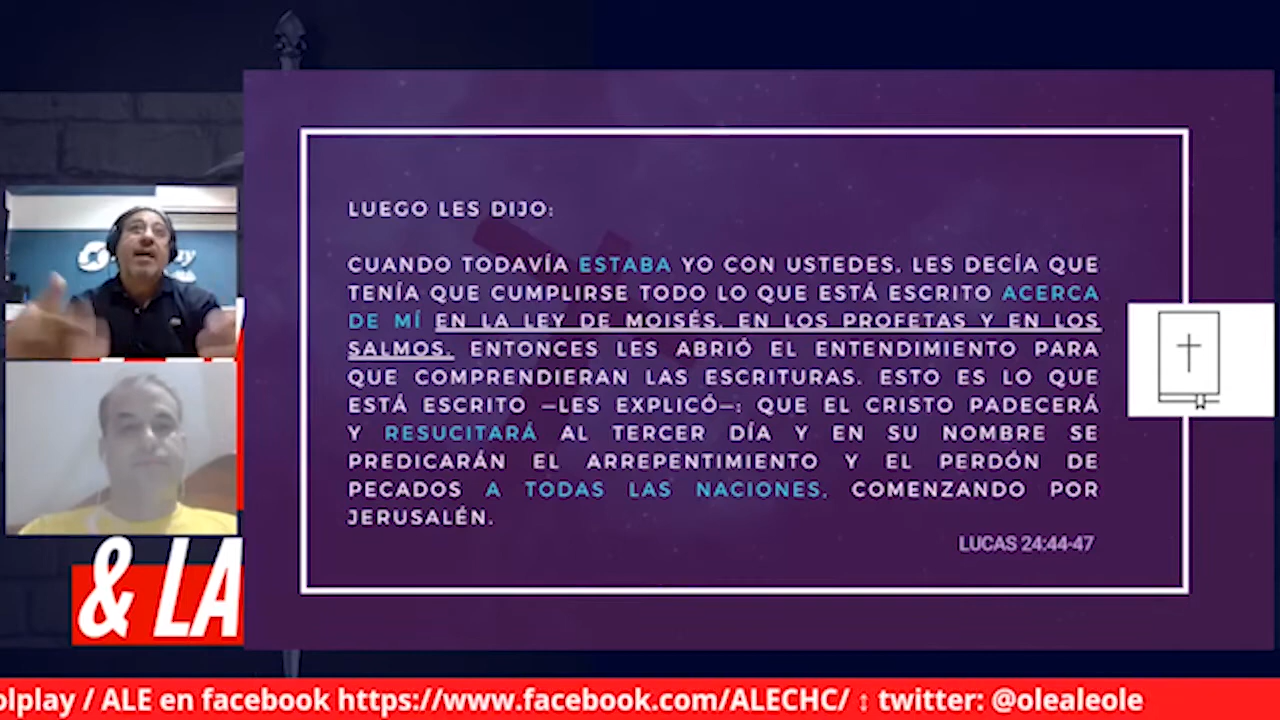 LUEGO LES DIJO:
CUANDO TODAVÍA ESTABA YO CON USTEDES, LES DECÍA QUE
TENÍA QUE CUMPLIRSE TODO LO QUE ESTÁ ESCRITO ACERCA
DE MÍ EN LA LEY DE MOISÉS, EN LOS PROFETAS Y EN LOS
SALMOS. ENTONCES LES ABRIÓ EL ENTENDIMIENTO PARA
QUE COMPRENDIERAN LAS ESCRITURAS. ESTO ES LO QUE
ESTÁ ESCRITO —LES EXPLICÓ—: QUE EL CRISTO PADECERÁ
Y RESUCITARÁ AL TERCER DÍA Y EN SU NOMBRE SE
PREDICARÁN EL ARREPENTIMIENTO Y EL PERDÓN DE
PECADOS A TODAS LAS NACIONES, COMENZANDO POR
JERUSALÉN.
LUCAS 24:44-47
& LA
olplay / ALE en facebook https://www.facebook.com/ALECHC/ ↕ twitter: @olealeole